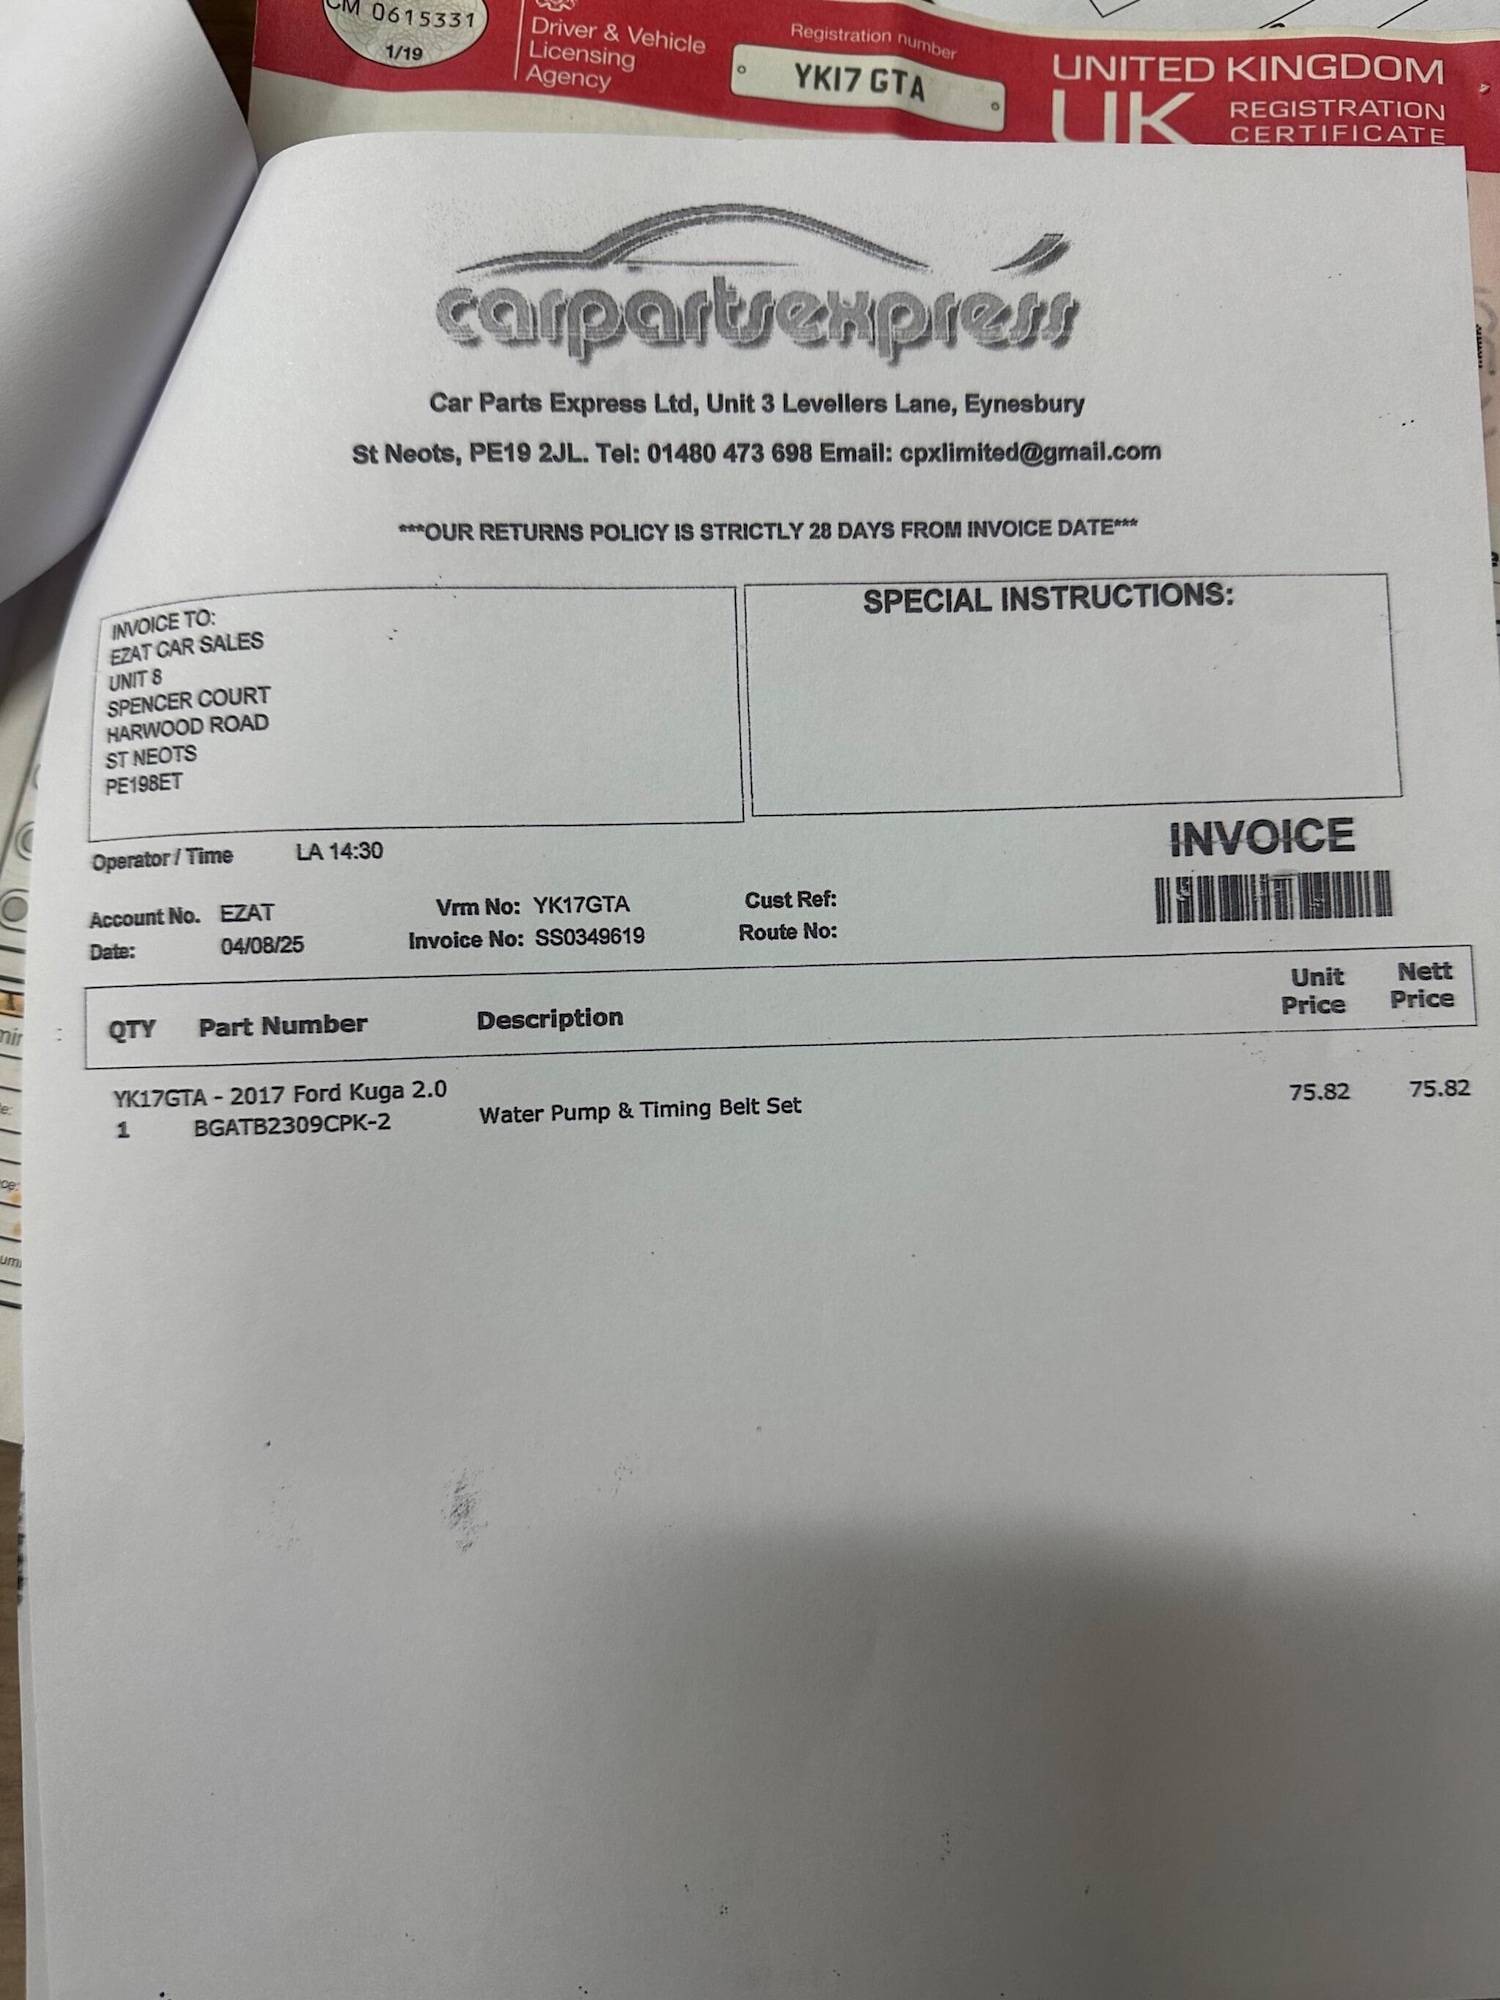 CM 0615331
1/19
Driver & Vehicle
Licensing
Agency
Registration number
YK17 GTA
UNITED KINGDOM
UK REGISTRATION
CERTIFICATE
carpartsexpress
Car Parts Express Ltd, Unit 3 Levellers Lane, Eynesbury
St Neots, PE19 2JL. Tel: 01480 473 698 Email: cpxlimited@gmail.com
***OUR RETURNS POLICY IS STRICTLY 28 DAYS FROM INVOICE DATE***
INVOICE TO:
EZAT CAR SALES
UNIT 8
SPENCER COURT
HARWOOD ROAD
ST NEOTS
PE198ET
SPECIAL INSTRUCTIONS:
Operator / Time LA 14:30
INVOICE
Account No. EZAT Vrm No: YK17GTA Cust Ref:
Date: 04/08/25 Invoice No: SS0349619 Route No:
QTY Part Number Description Unit Price Nett Price
YK17GTA - 2017 Ford Kuga 2.0
1 BGATB2309CPK-2 Water Pump & Timing Belt Set 75.82 75.82